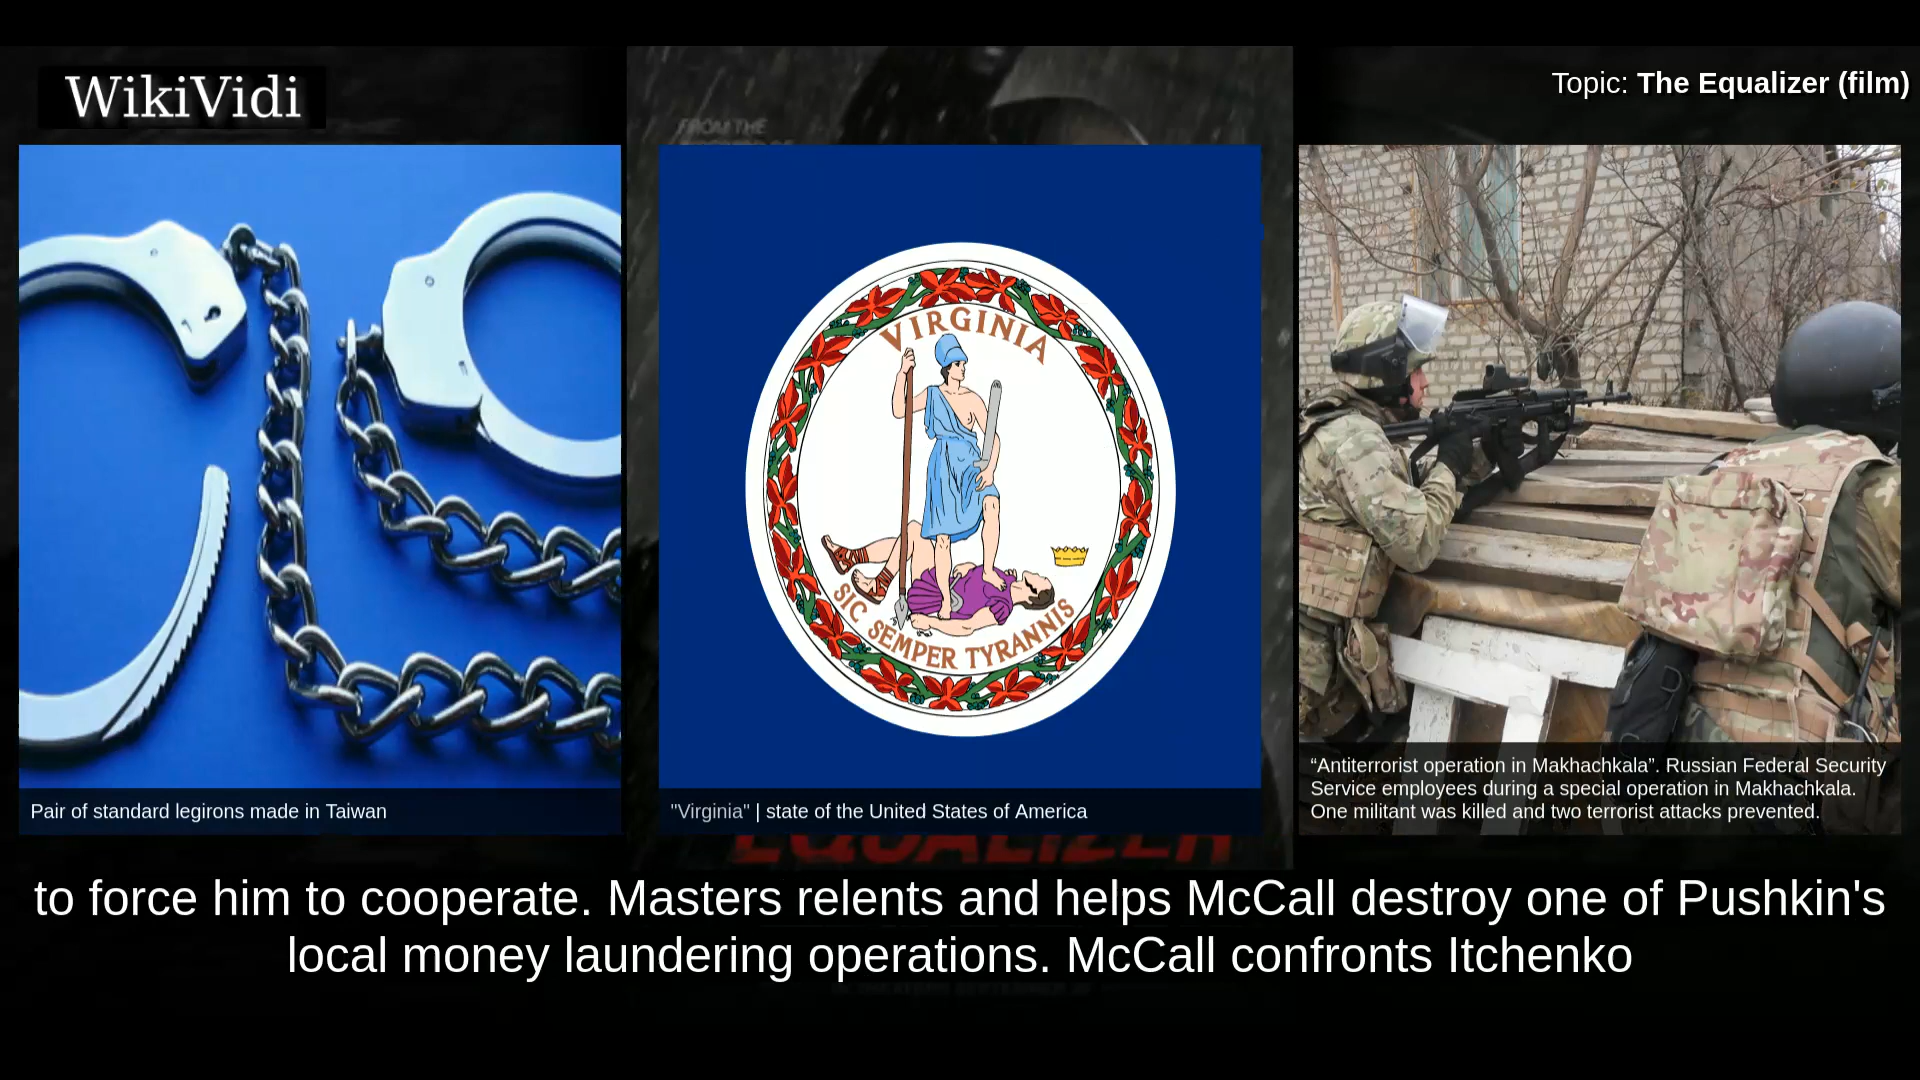 WikiVidi
Topic: The Equalizer (film)
FROM THE
VIRGINIA
SIC SEMPER TYRANNIS
Pair of standard legirons made in Taiwan
"Virginia" | state of the United States of America
“Antiterrorist operation in Makhachkala”. Russian Federal Security
Service employees during a special operation in Makhachkala.
One militant was killed and two terrorist attacks prevented.
EQUALIZER
to force him to cooperate. Masters relents and helps McCall destroy one of Pushkin's
local money laundering operations. McCall confronts Itchenko